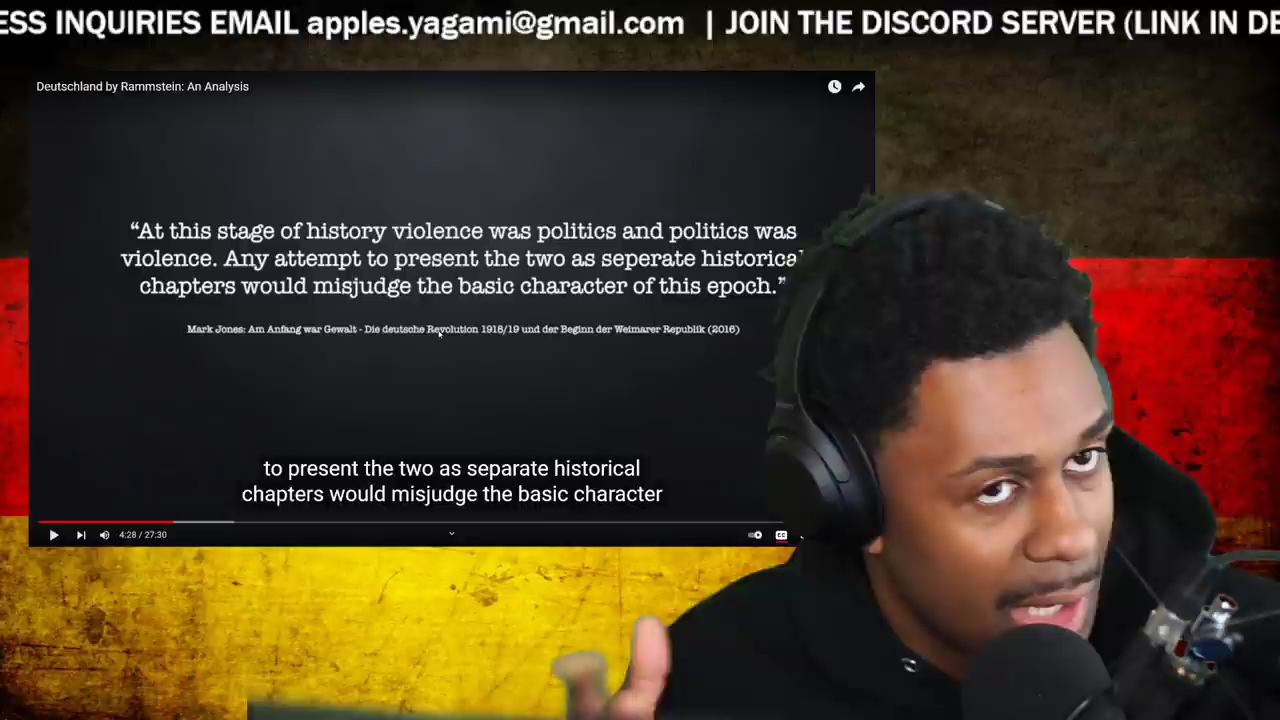 ESS INQUIRIES EMAIL apples.yagami@gmail.com | JOIN THE DISCORD SERVER (LINK IN DE
Deutschland by Rammstein: An Analysis
“At this stage of history violence was politics and politics was
violence. Any attempt to present the two as seperate historical
chapters would misjudge the basic character of this epoch.”
Mark Jones: Am Anfang war Gewalt - Die deutsche Revolution 1918/19 und der Beginn der Weimarer Republik (2016)
to present the two as separate historical
chapters would misjudge the basic character
4:28 / 27:30
CC